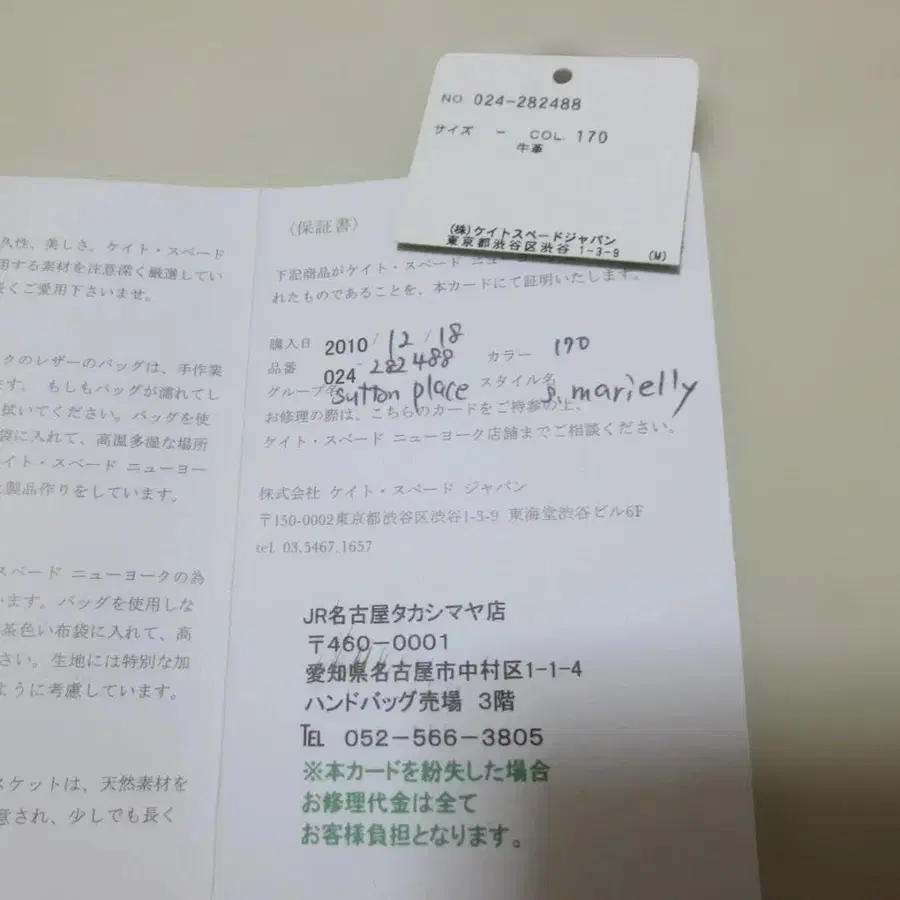 NO. 024-282488
サイズ - COL. 170
牛革
(株)ケイトスペードジャパン
東京都渋谷区渋谷 1-3-9 (M)
久性、美しさ。ケイト・スペード
用する素材を注意深く厳選してい
長くご愛用下さいませ。
クのレザーのバッグは、手作業
ます。 もしもバッグが濡れてし
拭いてください。バッグを使
袋に入れて、高温多湿な場所
イト・スペード ニューヨー
製品作りをしています。
スペード ニューヨークの為
います。バッグを使用しな
茶色い布袋に入れて、高
さい。生地には特別な加
ように考慮しています。
スケットは、天然素材を
意され、少しでも長く
〈保証書〉
下記商品がケイト・スペード ニューヨーク
れたものであることを、本カードにて証明いたします。
購入日 2010/12/18
品番 024-282488 カラー 170
グループ名 sutton place スタイル名 s. marielly
お修理の際は、こちらのカードをご持参の上、
ケイト・スペード ニューヨーク店舗までご相談ください。
株式会社 ケイト・スペード ジャパン
〒150-0002東京都渋谷区渋谷1-3-9 東海堂渋谷ビル6F
tel. 03.5467.1657
JR名古屋タカシマヤ店
〒460-0001
愛知県名古屋市中村区1-1-4
ハンドバッグ売場 3階
TEL 052-566-3805
※本カードを紛失した場合
お修理代金は全て
お客様負担となります。